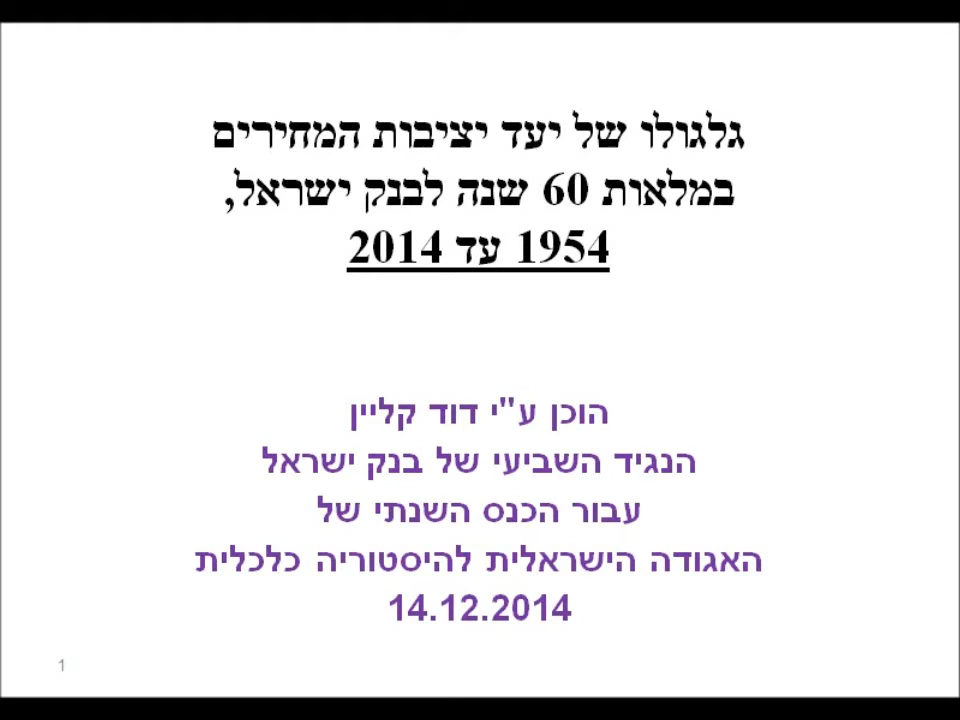 גלגולו של יעד יציבות המחירים
במלאות 60 שנה לבנק ישראל,
1954 עד 2014
הוכן ע"י דוד קליין
הנגיד השביעי של בנק ישראל
עבור הכנס השנתי של
האגודה הישראלית להיסטוריה כלכלית
14.12.2014
1